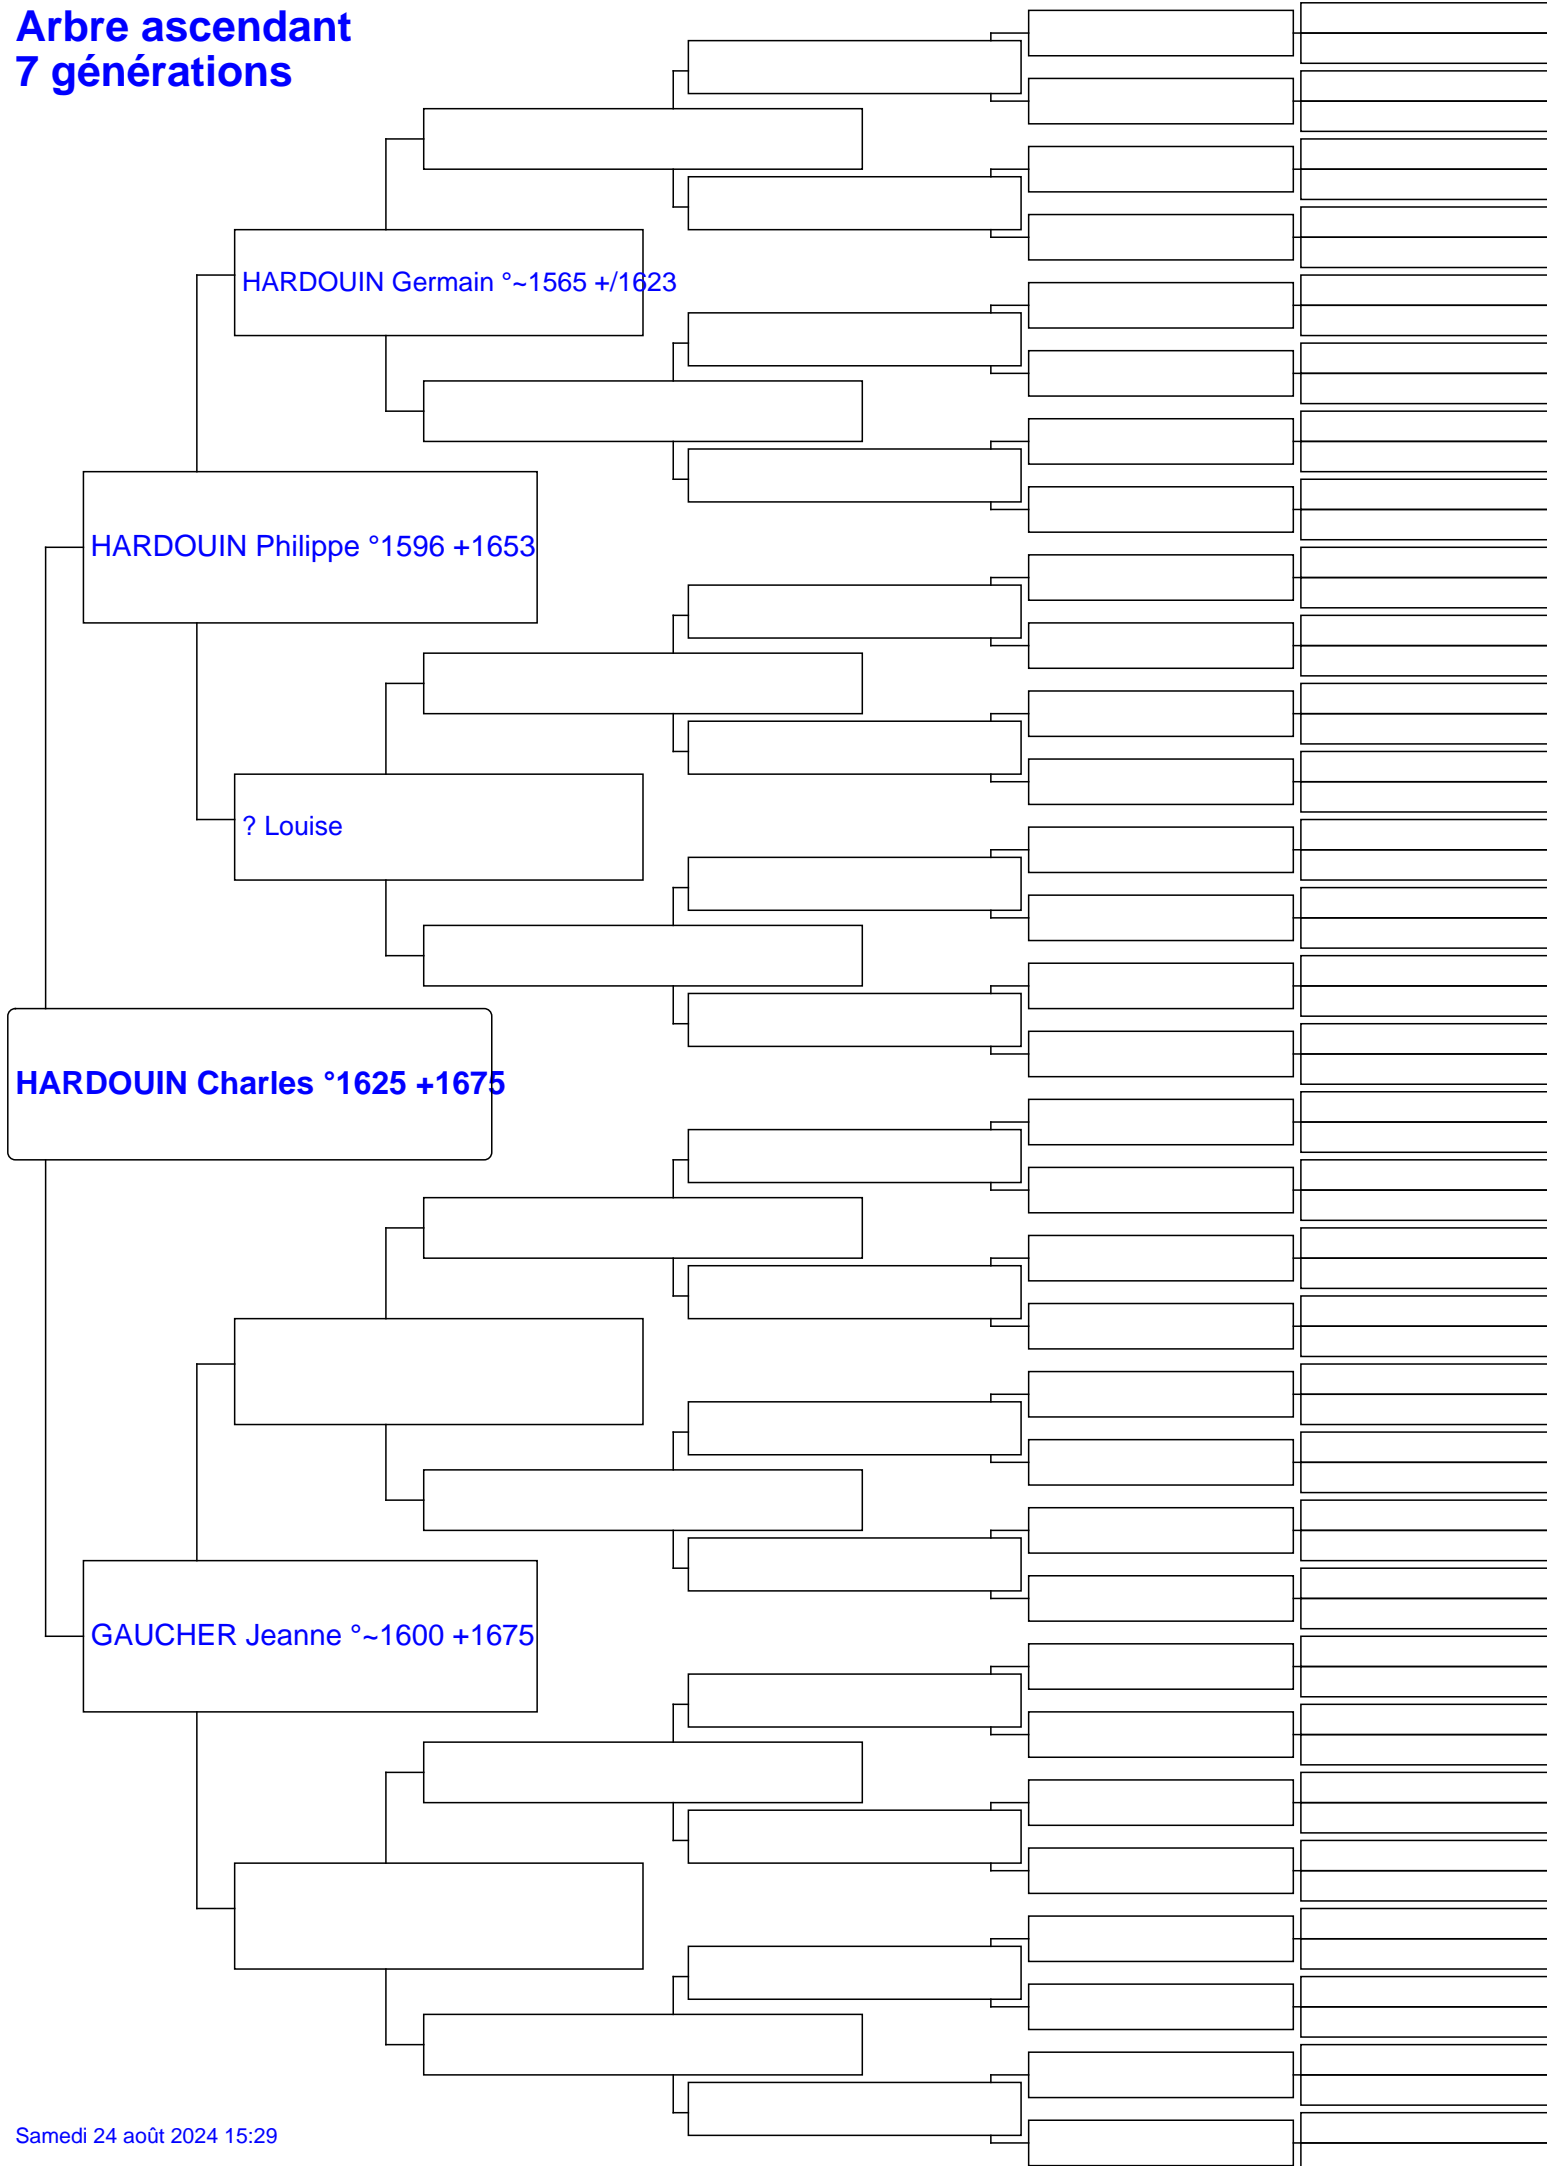 Arbre ascendant
7 générations
HARDOUIN Germain °~1565 +/1623
HARDOUIN Philippe °1596 +1653
? Louise
HARDOUIN Charles °1625 +1675
GAUCHER Jeanne °~1600 +1675
Samedi 24 août 2024 15:29